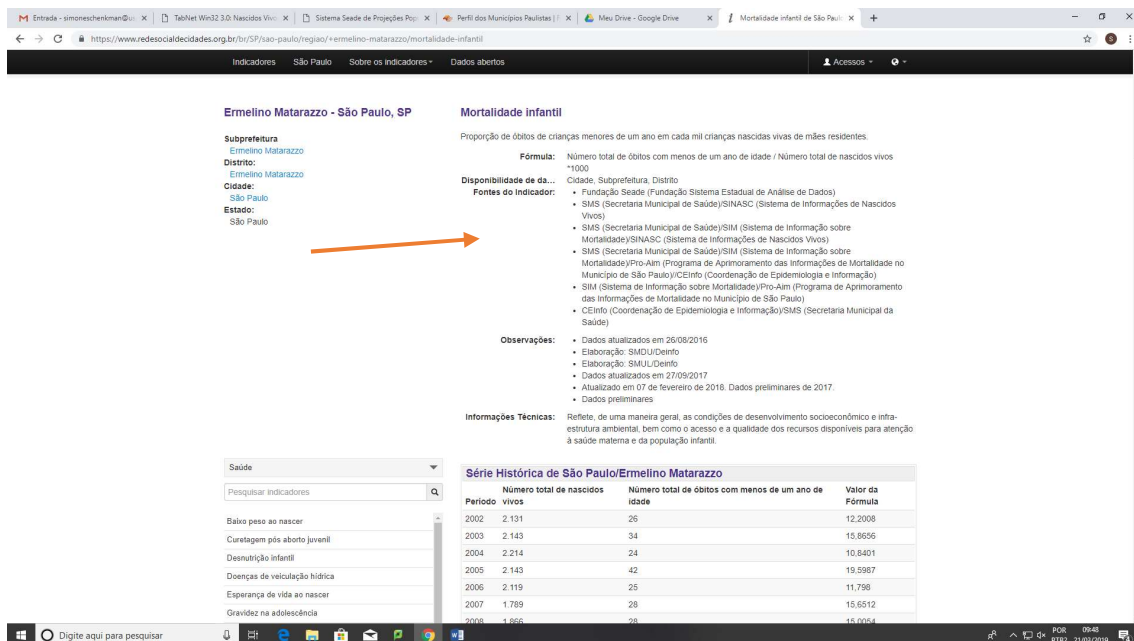 Entrada - simoneschenkman@us
TabNet Win32 3.0: Nascidos Vivo
Sistema Seade de Projeções Pop
Perfil dos Municípios Paulistas | F
Meu Drive - Google Drive
Mortalidade infantil de São Paul
https://www.redesocialdecidades.org.br/br/SP/sao-paulo/regiao/+ermelino-matarazzo/mortalidade-infantil
Indicadores São Paulo Sobre os indicadores Dados abertos Acessos
Ermelino Matarazzo - São Paulo, SP
Subprefeitura
Ermelino Matarazzo
Distrito:
Ermelino Matarazzo
Cidade:
São Paulo
Estado:
São Paulo
Mortalidade infantil
Proporção de óbitos de crianças menores de um ano em cada mil crianças nascidas vivas de mães residentes.
Fórmula: Número total de óbitos com menos de um ano de idade / Número total de nascidos vivos
*1000
Disponibilidade de da... Cidade, Subprefeitura, Distrito
Fontes do Indicador: • Fundação Seade (Fundação Sistema Estadual de Análise de Dados)
• SMS (Secretaria Municipal de Saúde)/SINASC (Sistema de Informações de Nascidos
Vivos)
• SMS (Secretaria Municipal de Saúde)/SIM (Sistema de Informação sobre
Mortalidade)/SINASC (Sistema de Informações de Nascidos Vivos)
• SMS (Secretaria Municipal de Saúde)/SIM (Sistema de Informação sobre
Mortalidade)/Pro-Aim (Programa de Aprimoramento das Informações de Mortalidade no
Município de São Paulo)//CEInfo (Coordenação de Epidemiologia e Informação)
• SIM (Sistema de Informação sobre Mortalidade)/Pro-Aim (Programa de Aprimoramento
das Informações de Mortalidade no Município de São Paulo)
• CEInfo (Coordenação de Epidemiologia e Informação)/SMS (Secretaria Municipal da
Saúde)
Observações: • Dados atualizados em 26/08/2016
• Elaboração: SMDU/Deinfo
• Elaboração: SMUL/Deinfo
• Dados atualizados em 27/09/2017
• Atualizado em 07 de fevereiro de 2018. Dados preliminares de 2017.
• Dados preliminares
Informações Técnicas: Reflete, de uma maneira geral, as condições de desenvolvimento socioeconômico e infra-
estrutura ambiental, bem como o acesso e a qualidade dos recursos disponíveis para atenção
à saúde materna e da população infantil.
Saúde
Pesquisar indicadores
Baixo peso ao nascer
Curetagem pós aborto juvenil
Desnutrição infantil
Doenças de veiculação hídrica
Esperança de vida ao nascer
Gravidez na adolescência
Série Histórica de São Paulo/Ermelino Matarazzo
Período Número total de nascidos vivos Número total de óbitos com menos de um ano de idade Valor da Fórmula
2002 2.131 26 12,2008
2003 2.143 34 15,8656
2004 2.214 24 10,8401
2005 2.143 42 19,5987
2006 2.119 25 11,798
2007 1.789 28 15,6512
2008 1.866 28 15,0054
Digite aqui para pesquisar
POR
PTB2
09:48
21/03/2019